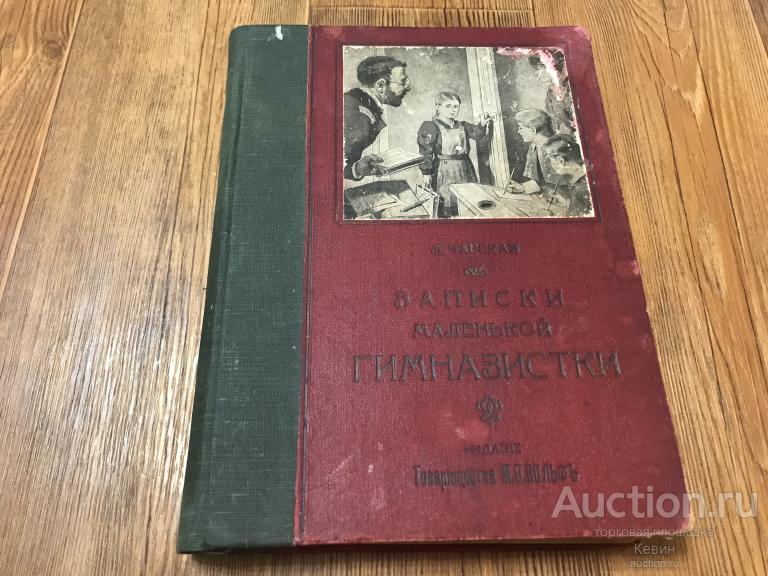 Л. ЧАРСКАЯ
ЗАПИСКИ
МАЛЕНЬКОЙ
ГИМНАЗИСТКИ
ИЗДАНІЕ
Товарищества М.О.ВОЛЬФЪ
Auction.ru
торговая площадка
Кевин
auction.ru